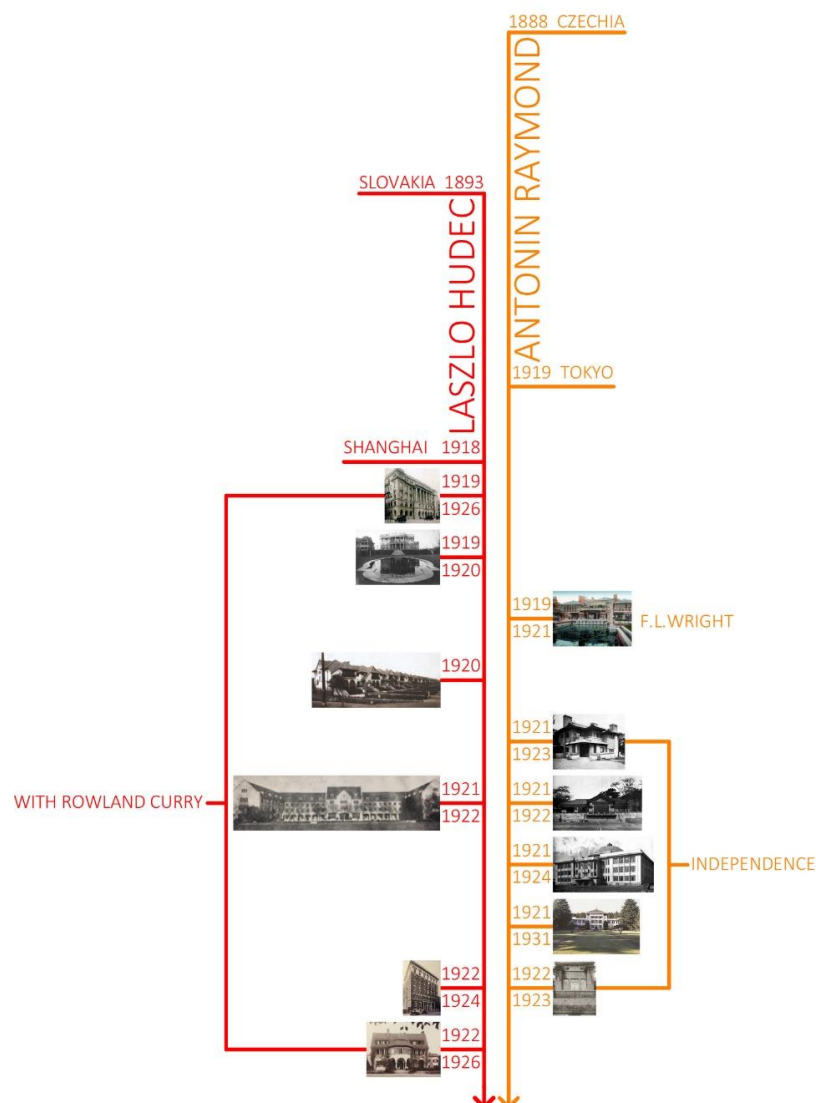 1888 CZECHIA
ANTONIN RAYMOND
SLOVAKIA 1893
LASZLO HUDEC
1919 TOKYO
SHANGHAI 1918
1919
1926
1919
1920
1919
1921
F.L.WRIGHT
1920
1921
1923
WITH ROWLAND CURRY
1921
1922
1921
1922
1921
1924
INDEPENDENCE
1921
1931
1922
1924
1922
1923
1922
1926